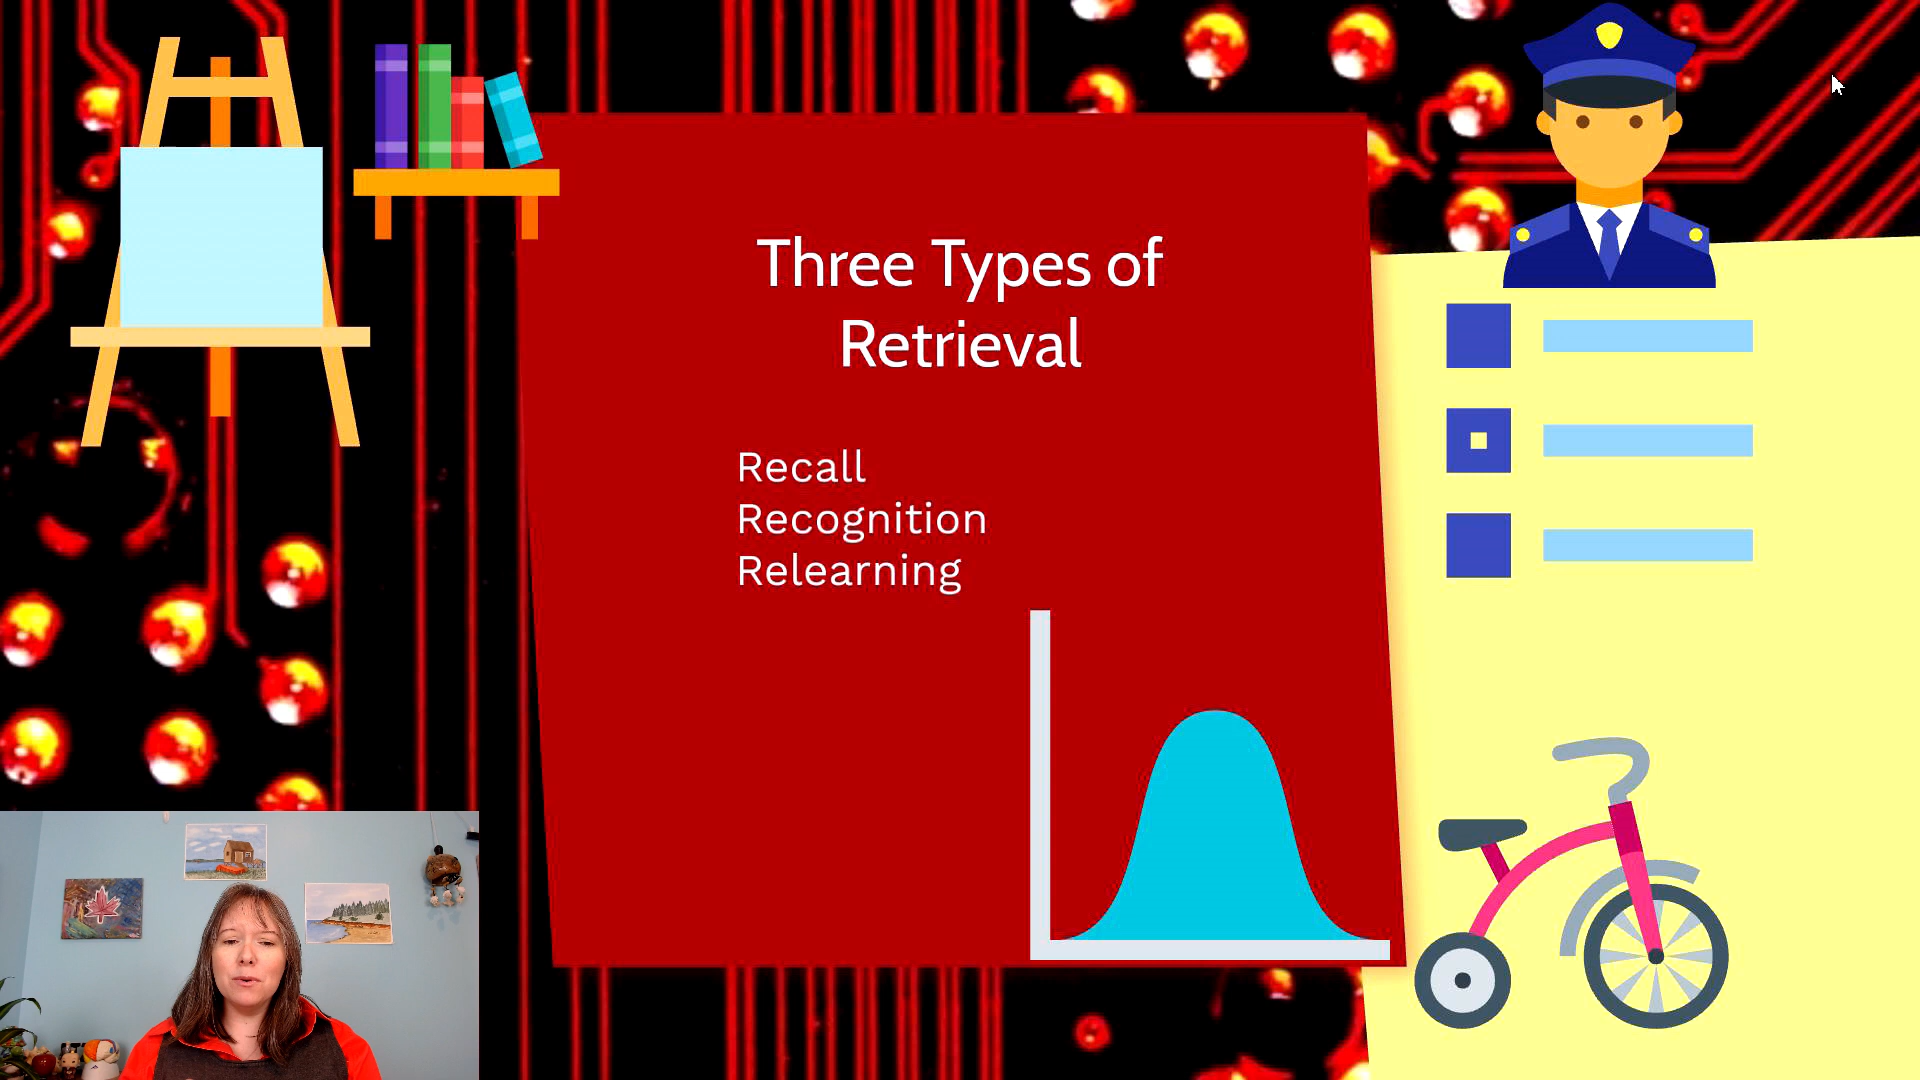 Three Types of
Retrieval
Recall
Recognition
Relearning